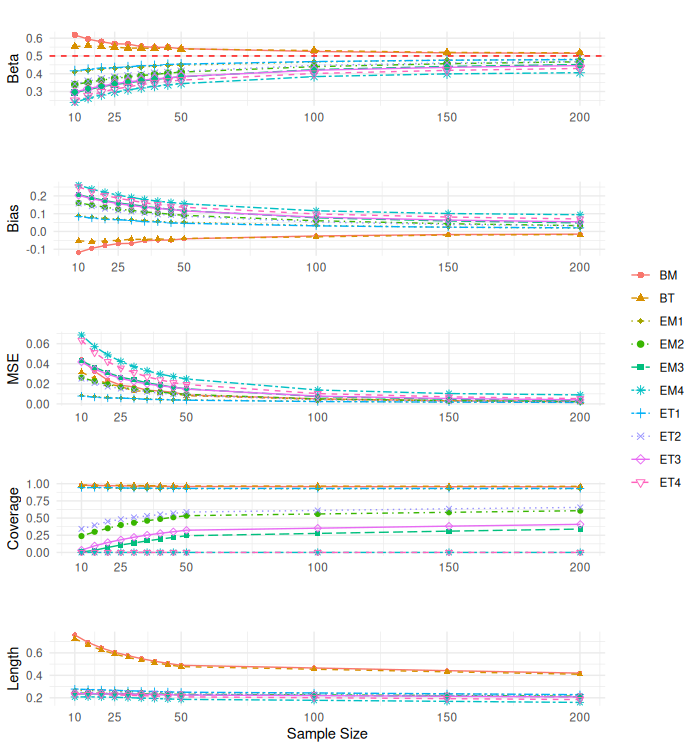 Beta
0.6
0.5
0.4
0.3
10 25 50 100 150 200
Bias
0.2
0.1
0.0
-0.1
10 25 50 100 150 200
MSE
0.06
0.04
0.02
0.00
10 25 50 100 150 200
Coverage
1.00
0.75
0.50
0.25
0.00
10 25 50 100 150 200
Length
0.6
0.4
0.2
10 25 50 100 150 200
Sample Size
BM
BT
EM1
EM2
EM3
EM4
ET1
ET2
ET3
ET4